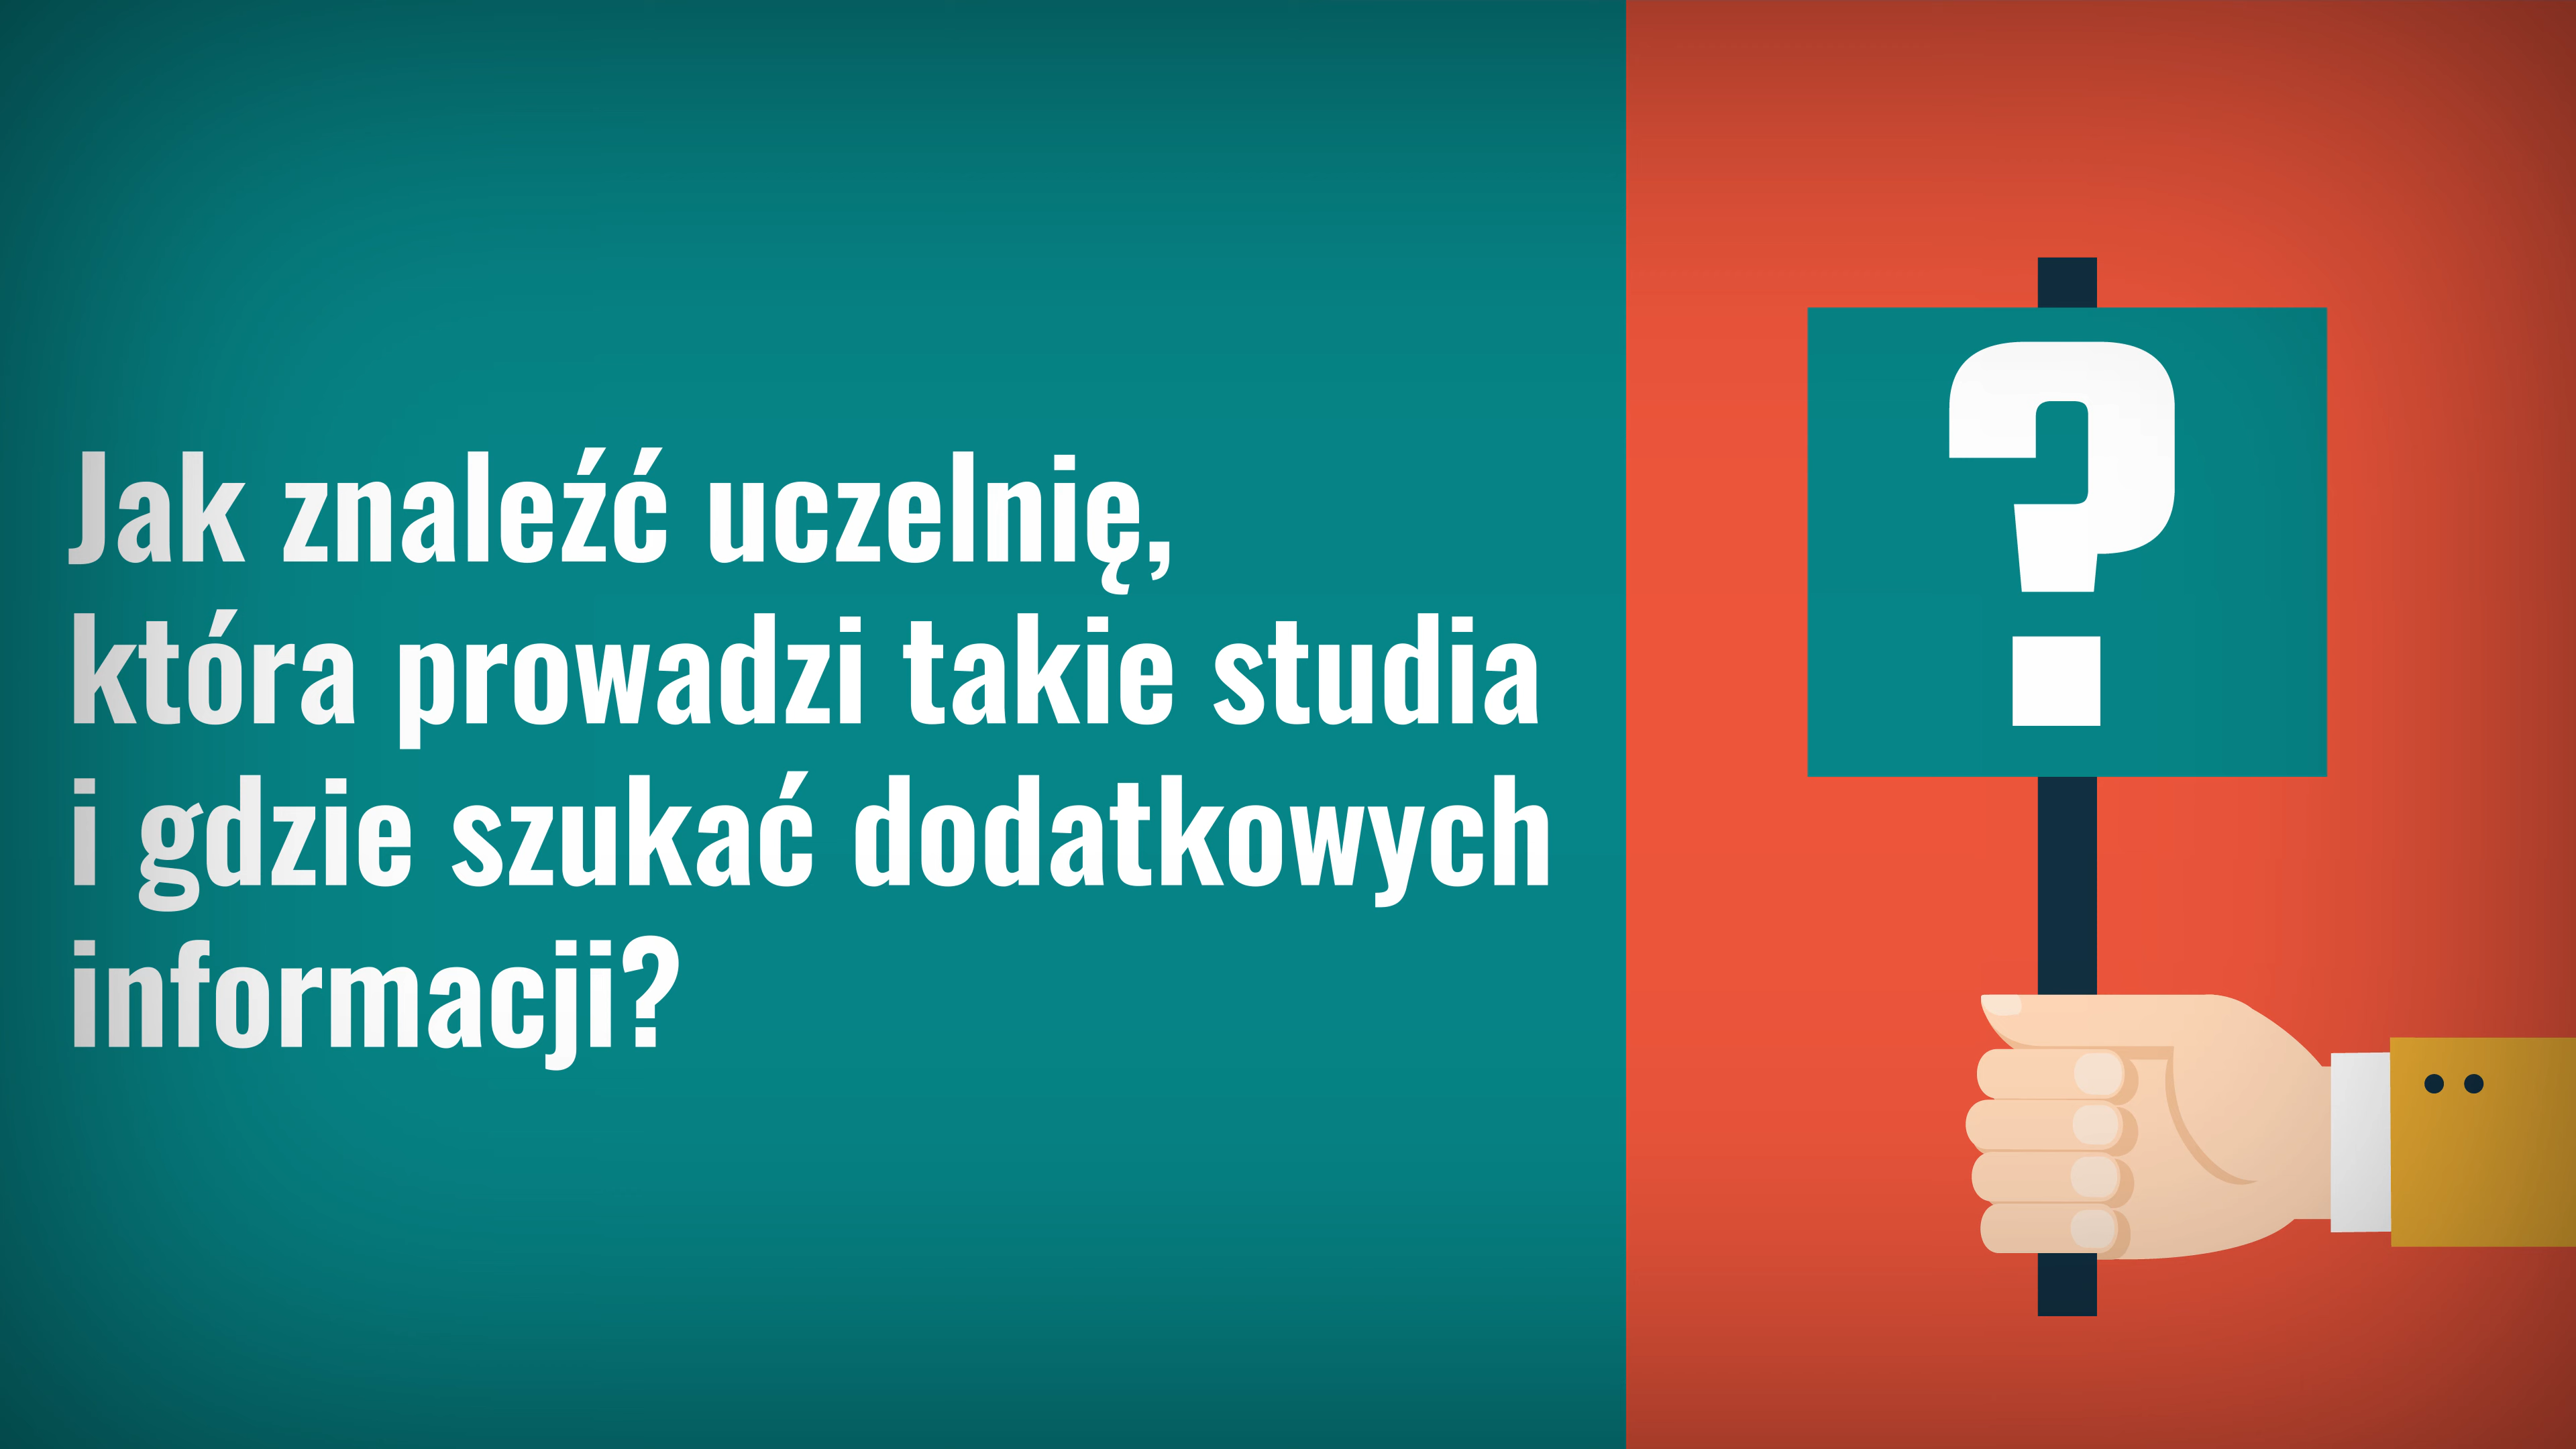 Jak znaleźć uczelnię,
która prowadzi takie studia
i gdzie szukać dodatkowych
informacji?
?